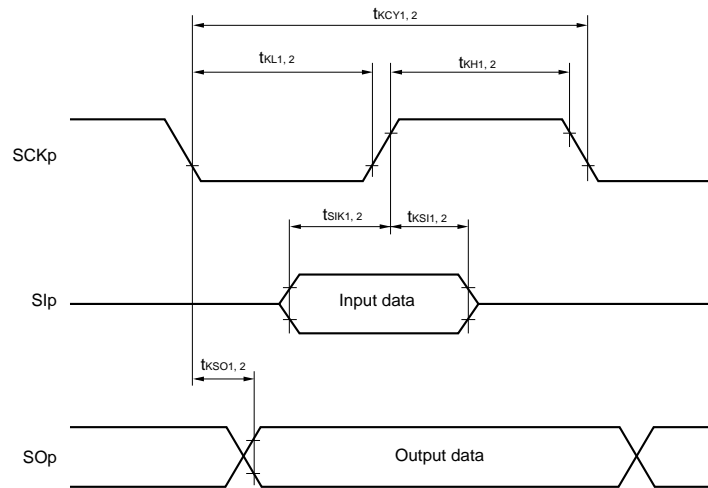 tKCY1, 2
tKL1, 2
tKH1, 2
SCKp
tSIK1, 2
tKSI1, 2
SIp
Input data
tKSO1, 2
SOp
Output data